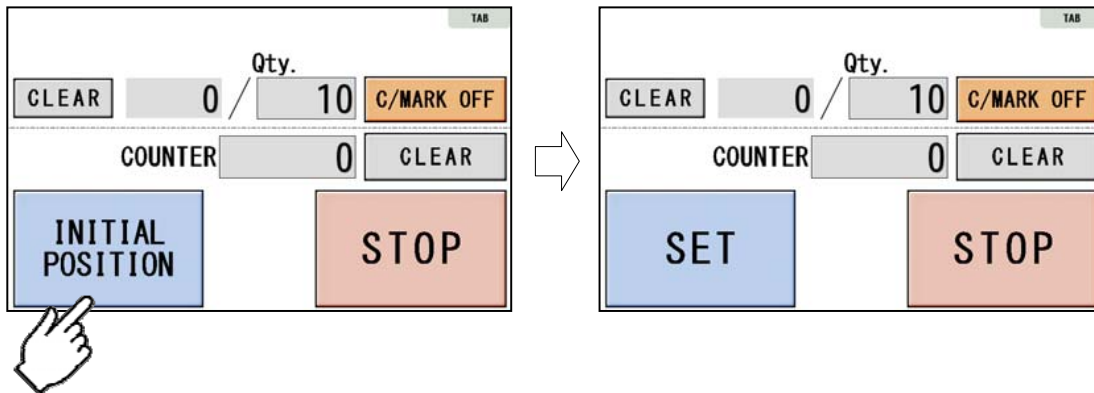 TAB
Qty.
CLEAR 0 / 10 C/MARK OFF
COUNTER 0 CLEAR
INITIAL
POSITION
STOP
TAB
Qty.
CLEAR 0 / 10 C/MARK OFF
COUNTER 0 CLEAR
SET
STOP